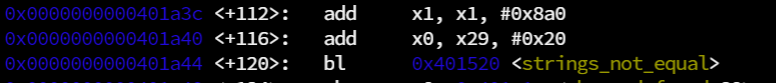 0x0000000000401a3c <+112>: add x1, x1, #0x8a0
0x0000000000401a40 <+116>: add x0, x29, #0x20
0x0000000000401a44 <+120>: bl 0x401520 <strings_not_equal>